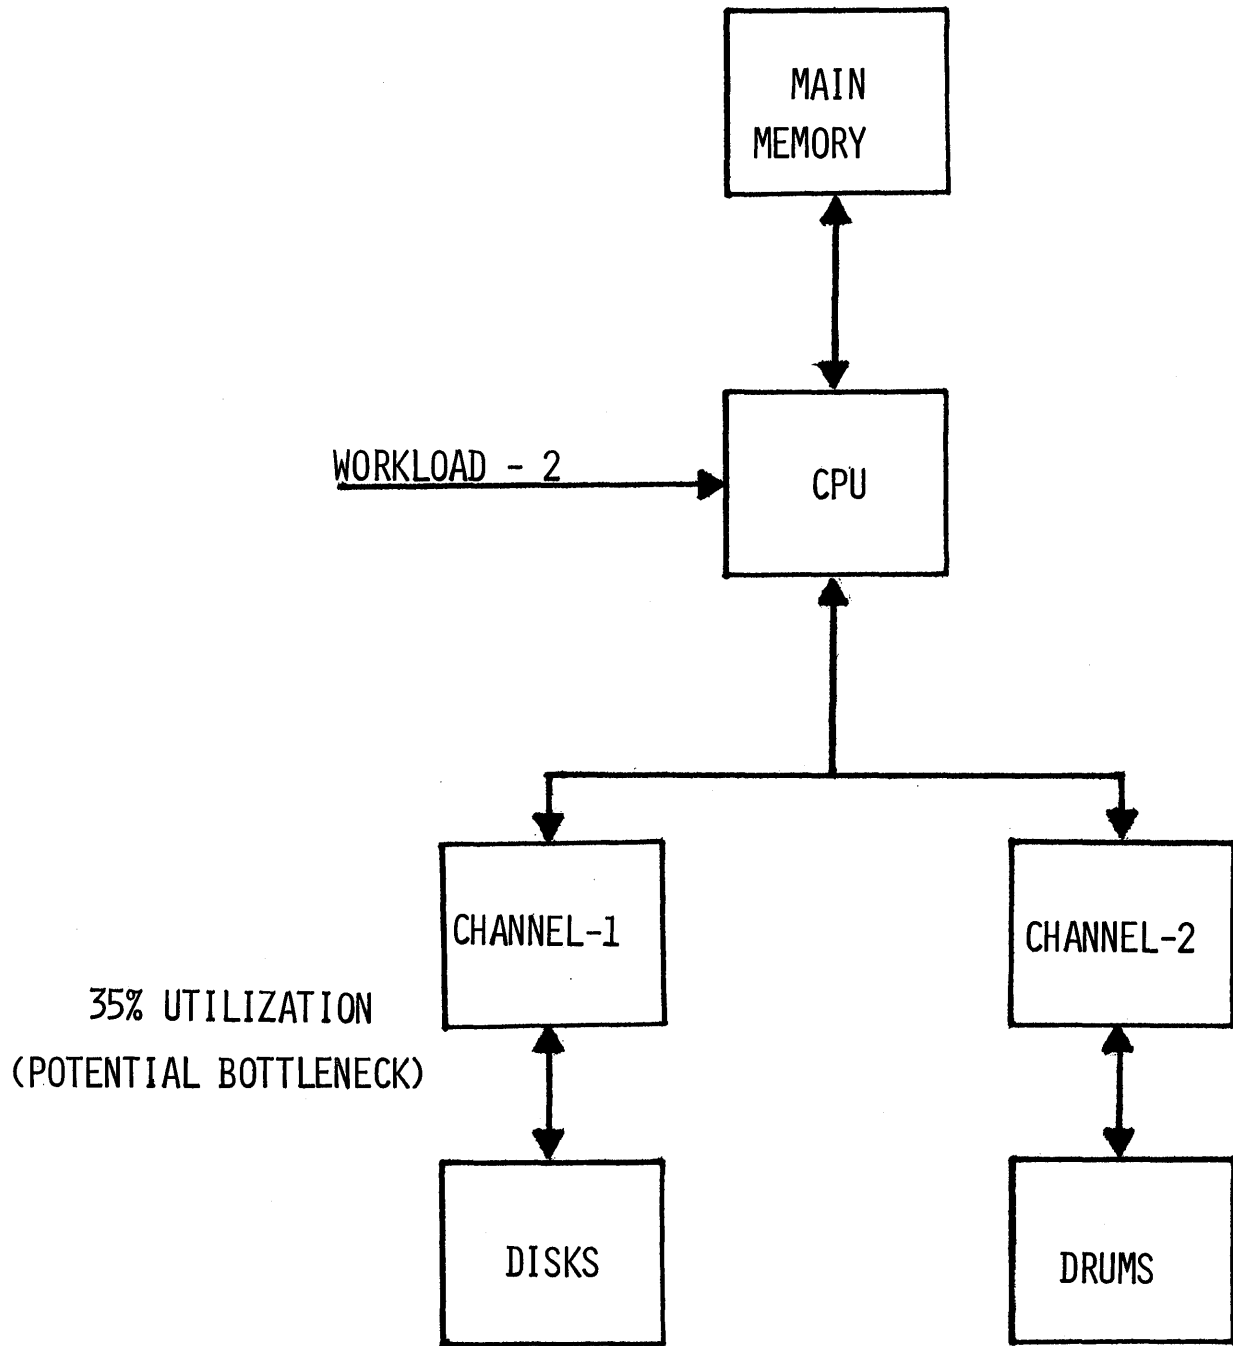 MAIN
MEMORY
WORKLOAD - 2
CPU
CHANNEL-1
CHANNEL-2
35% UTILIZATION
(POTENTIAL BOTTLENECK)
DISKS
DRUMS